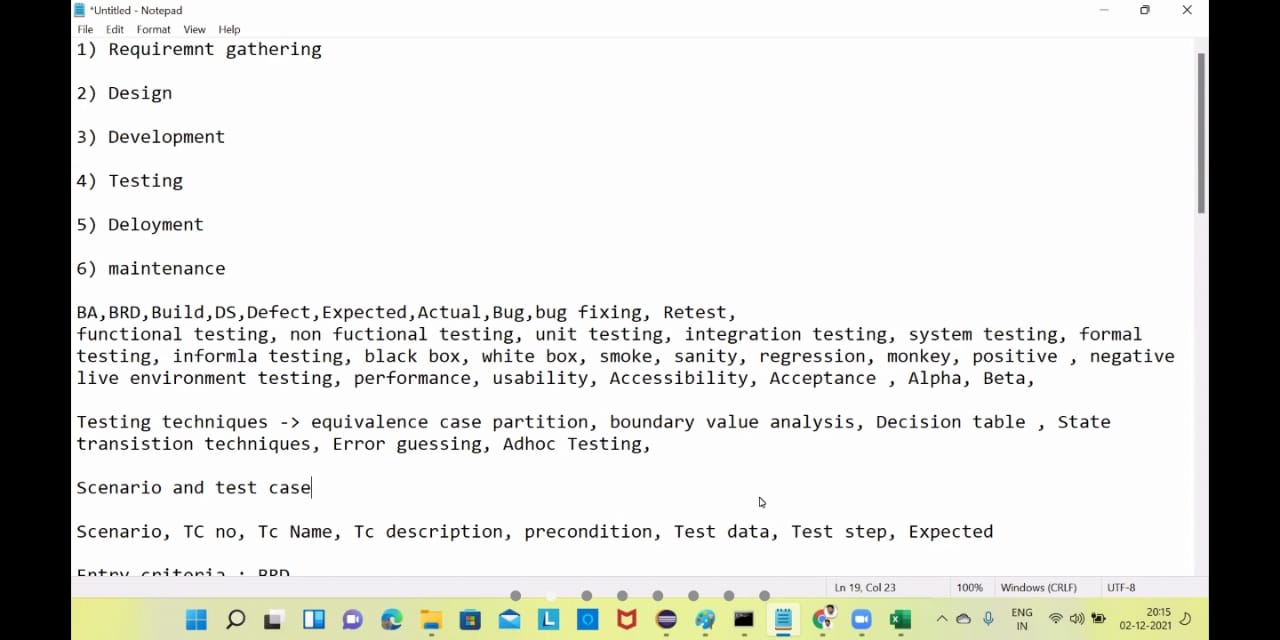 *Untitled - Notepad
File Edit Format View Help
1) Requiremnt gathering
2) Design
3) Development
4) Testing
5) Deloyment
6) maintenance
BA,BRD,Build,DS,Defect,Expected,Actual,Bug,bug fixing, Retest,
functional testing, non fuctional testing, unit testing, integration testing, system testing, formal
testing, informla testing, black box, white box, smoke, sanity, regression, monkey, positive , negative
live environment testing, performance, usability, Accessibility, Acceptance , Alpha, Beta,
Testing techniques -> equivalence case partition, boundary value analysis, Decision table , State
transistion techniques, Error guessing, Adhoc Testing,
Scenario and test case
Scenario, TC no, Tc Name, Tc description, precondition, Test data, Test step, Expected
Entry criteria : BRD
Ln 19, Col 23 100% Windows (CRLF) UTF-8
L
ENG
IN
20:15
02-12-2021